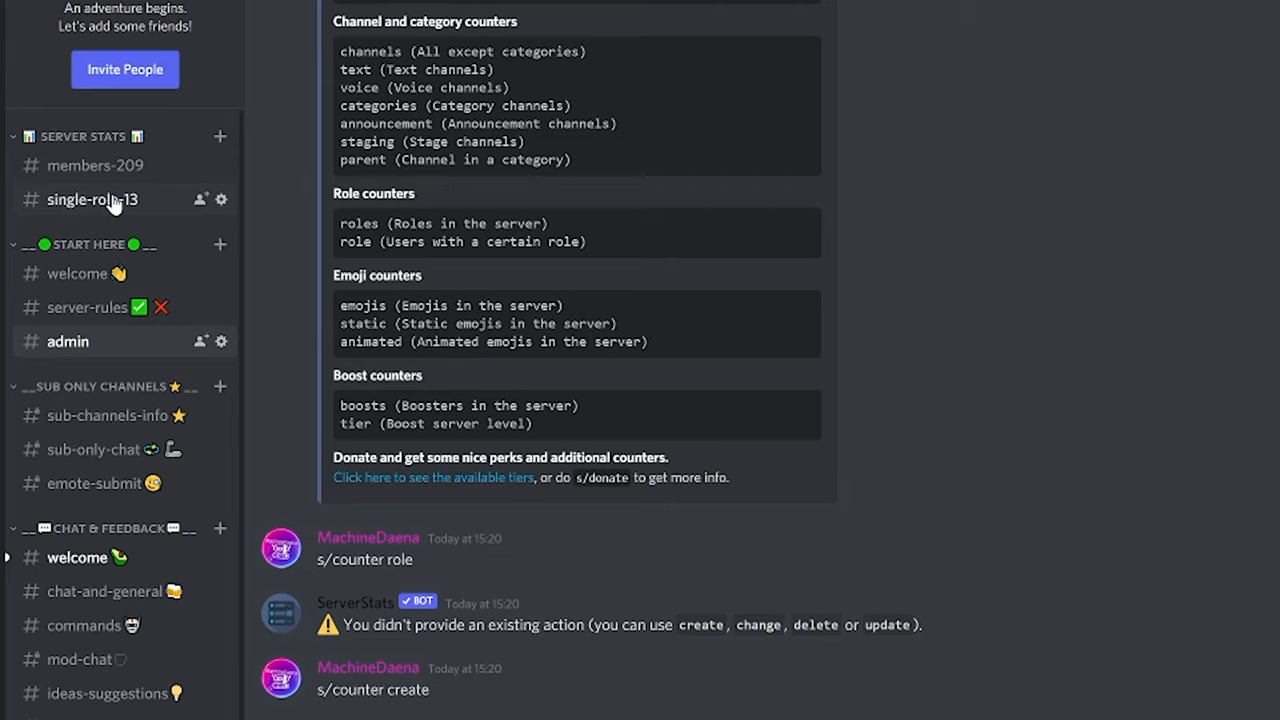 An adventure begins.
Let's add some friends!
Invite People
📊 SERVER STATS 📊
members-209
single-role-13
__🟢START HERE🟢__
welcome 👋
server-rules ✅ ❌
admin
__SUB ONLY CHANNELS⭐__
sub-channels-info ⭐
sub-only-chat
emote-submit
__💬CHAT & FEEDBACK💬__
welcome 🥑
chat-and-general 🍻
commands
mod-chat
ideas-suggestions💡
Channel and category counters
channels (All except categories)
text (Text channels)
voice (Voice channels)
categories (Category channels)
announcement (Announcement channels)
staging (Stage channels)
parent (Channel in a category)
Role counters
roles (Roles in the server)
role (Users with a certain role)
Emoji counters
emojis (Emojis in the server)
static (Static emojis in the server)
animated (Animated emojis in the server)
Boost counters
boosts (Boosters in the server)
tier (Boost server level)
Donate and get some nice perks and additional counters.
Click here to see the available tiers, or do s/donate to get more info.
MachineDaena Today at 15:20
s/counter role
ServerStats ✓ BOT Today at 15:20
⚠️ You didn't provide an existing action (you can use create, change, delete or update).
MachineDaena Today at 15:20
s/counter create